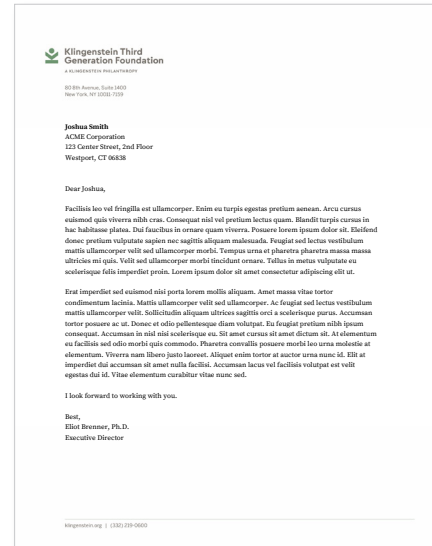 Klingenstein Third
Generation Foundation
A KLINGENSTEIN PHILANTHROPY
80 8th Avenue, Suite 1400
New York, NY 10011-7159
Joshua Smith
ACME Corporation
123 Center Street, 2nd Floor
Westport, CT 06838
Dear Joshua,
Facilisis leo vel fringilla est ullamcorper. Enim eu turpis egestas pretium aenean. Arcu cursus
euismod quis viverra nibh cras. Consequat nisl vel pretium lectus quam. Blandit turpis cursus in
hac habitasse platea. Dui faucibus in ornare quam viverra. Posuere lorem ipsum dolor sit. Eleifend
donec pretium vulputate sapien nec sagittis aliquam malesuada. Feugiat sed lectus vestibulum
mattis ullamcorper velit sed ullamcorper morbi. Tempus urna et pharetra pharetra massa massa
ultricies mi quis. Velit sed ullamcorper morbi tincidunt ornare. Tellus in metus vulputate eu
scelerisque felis imperdiet proin. Lorem ipsum dolor sit amet consectetur adipiscing elit ut.
Erat imperdiet sed euismod nisi porta lorem mollis aliquam. Amet massa vitae tortor
condimentum lacinia. Mattis ullamcorper velit sed ullamcorper. Ac feugiat sed lectus vestibulum
mattis ullamcorper velit. Sollicitudin aliquam ultrices sagittis orci a scelerisque purus. Accumsan
tortor posuere ac ut. Donec et odio pellentesque diam volutpat. Eu feugiat pretium nibh ipsum
consequat. Accumsan in nisl nisi scelerisque eu. Sit amet cursus sit amet dictum sit. At elementum
eu facilisis sed odio morbi quis commodo. Pharetra convallis posuere morbi leo urna molestie at
elementum. Viverra nam libero justo laoreet. Aliquet enim tortor at auctor urna nunc id. Elit at
imperdiet dui accumsan sit amet nulla facilisi. Accumsan lacus vel facilisis volutpat est velit
egestas dui id. Vitae elementum curabitur vitae nunc sed.
I look forward to working with you.
Best,
Eliot Brenner, Ph.D.
Executive Director
klingenstein.org | (332) 219-0600